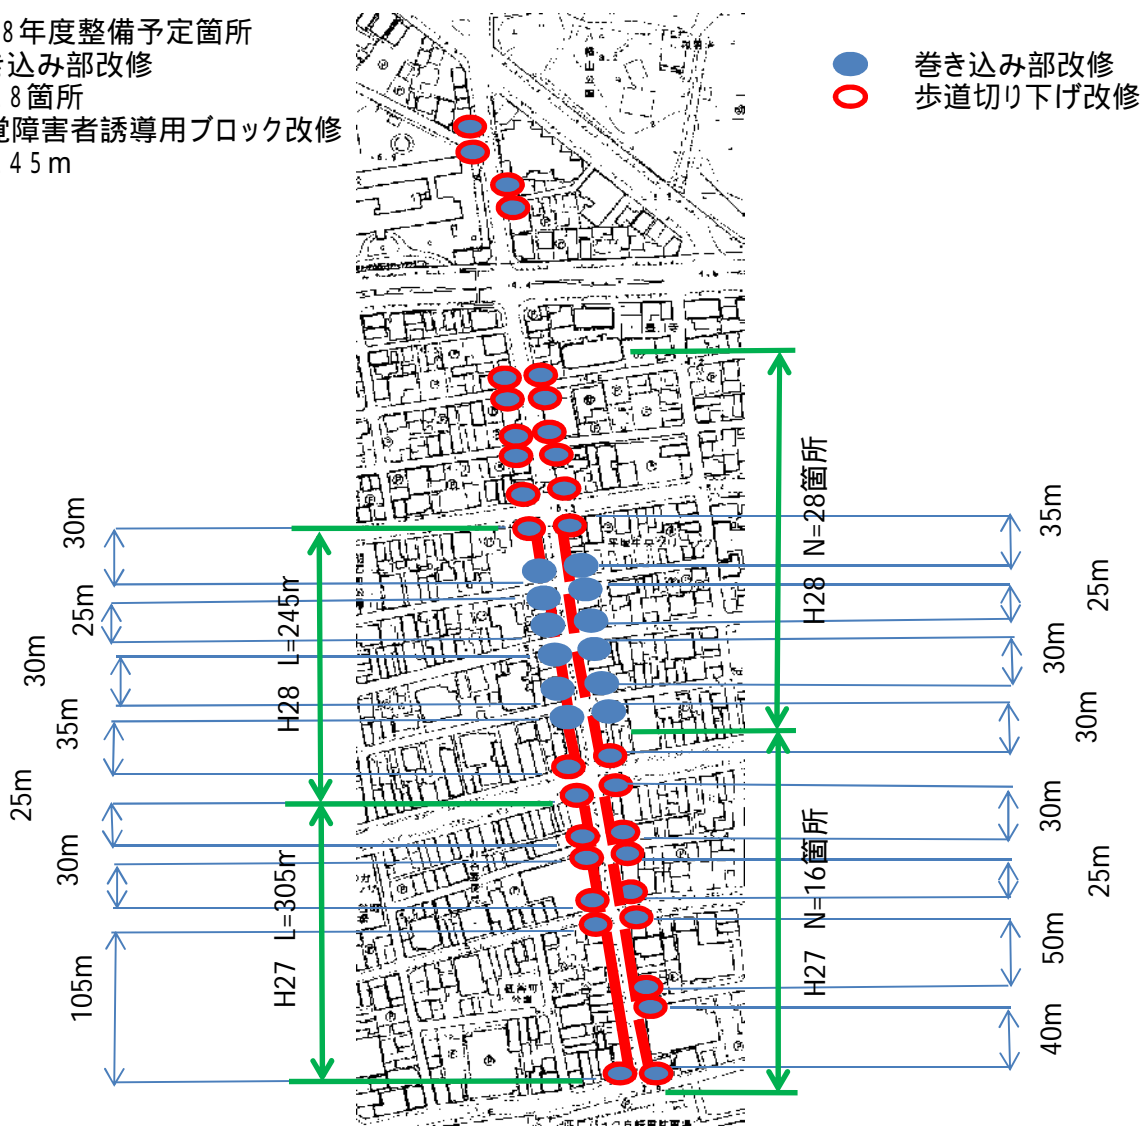 8年度整備予定箇所
き込み部改修
8箇所
覚障害者誘導用ブロック改修
45m
巻き込み部改修
歩道切り下げ改修
30m
25m
30m
35m
25m
30m
105m
H28 L=245m
H27 L=305m
H28 N=28箇所
H27 N=16箇所
35m
25m
30m
30m
30m
25m
50m
40m